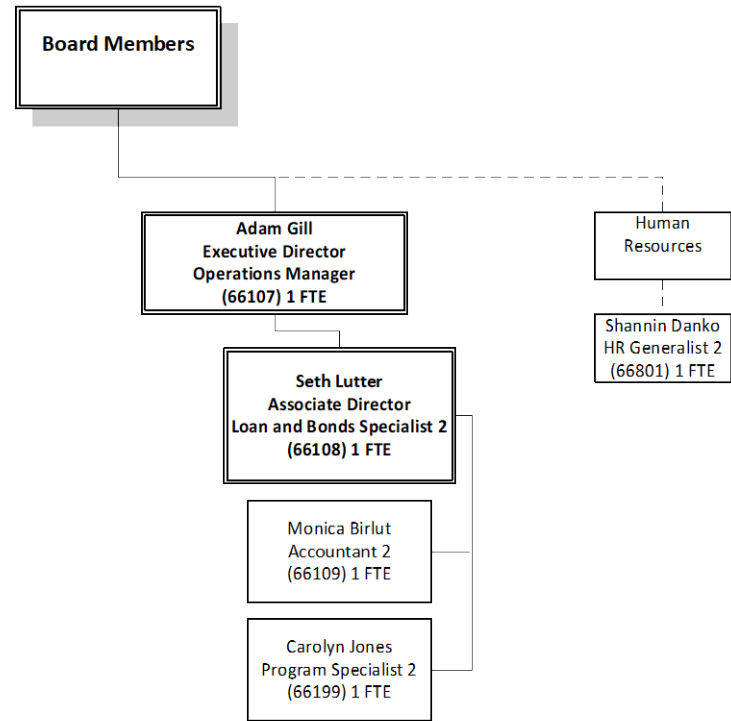 Board Members
Adam Gill
Executive Director
Operations Manager
(66107) 1 FTE
Human
Resources
Shannin Danko
HR Generalist 2
(66801) 1 FTE
Seth Lutter
Associate Director
Loan and Bonds Specialist 2
(66108) 1 FTE
Monica Birlut
Accountant 2
(66109) 1 FTE
Carolyn Jones
Program Specialist 2
(66199) 1 FTE